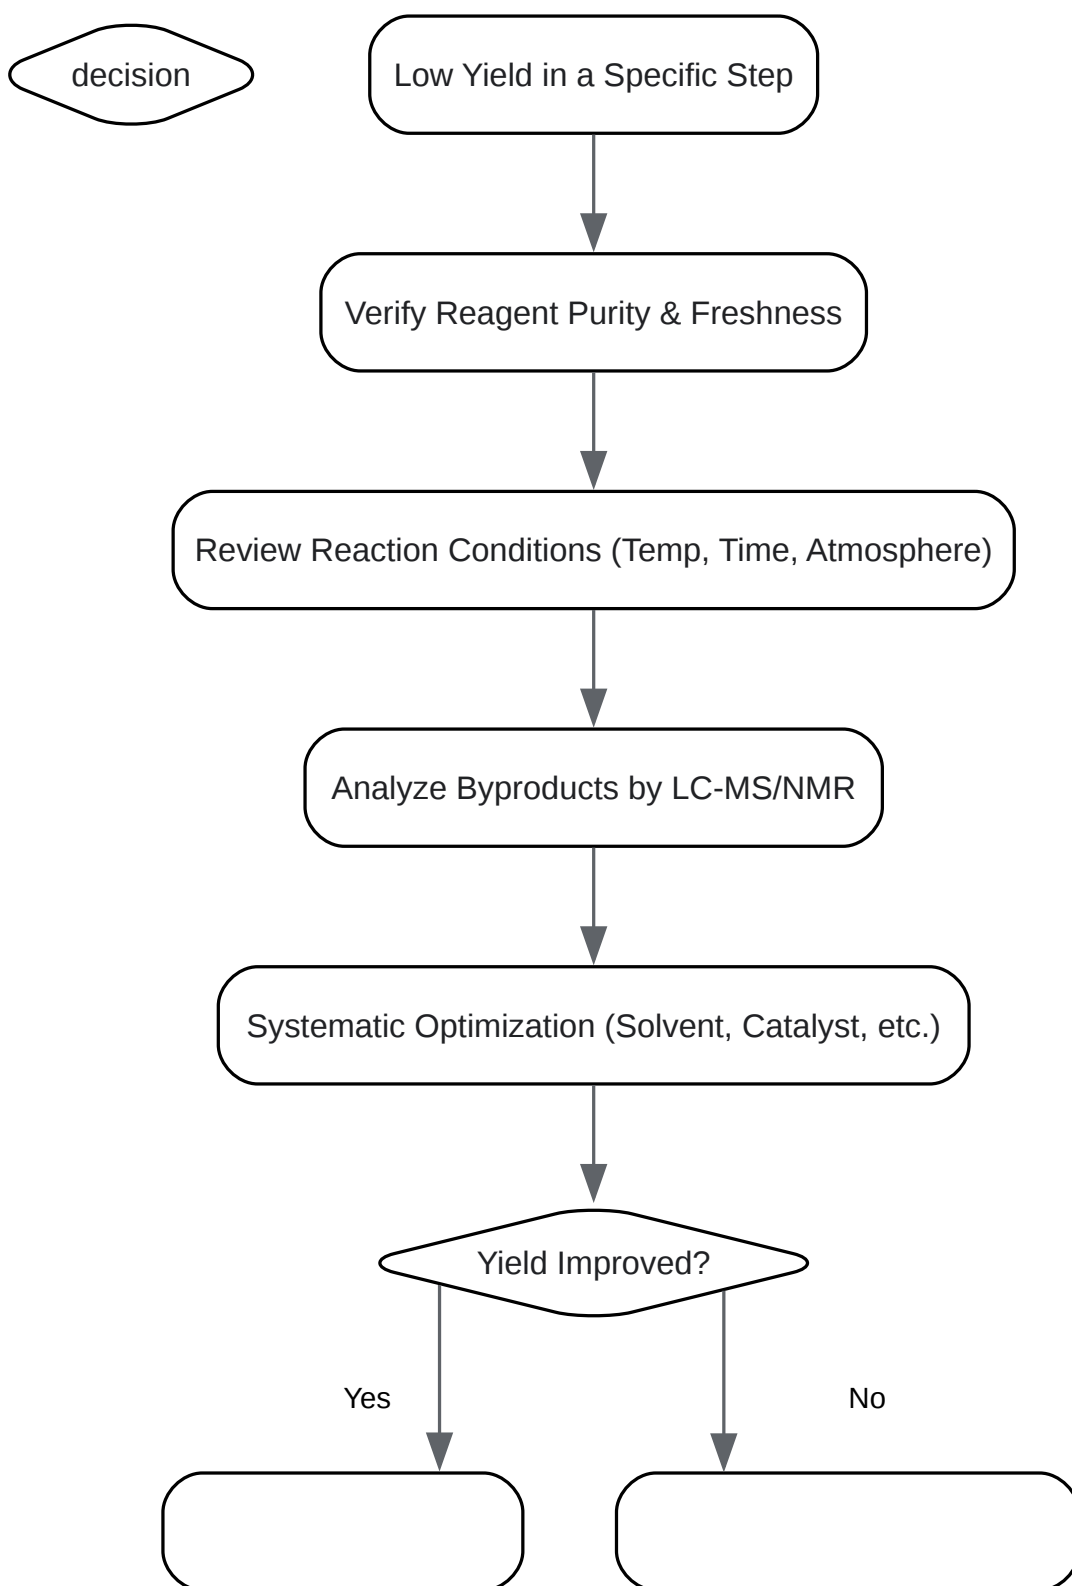 decision
Low Yield in a Specific Step
Verify Reagent Purity & Freshness
Review Reaction Conditions (Temp, Time, Atmosphere)
Analyze Byproducts by LC-MS/NMR
Systematic Optimization (Solvent, Catalyst, etc.)
Yield Improved?
Yes
No